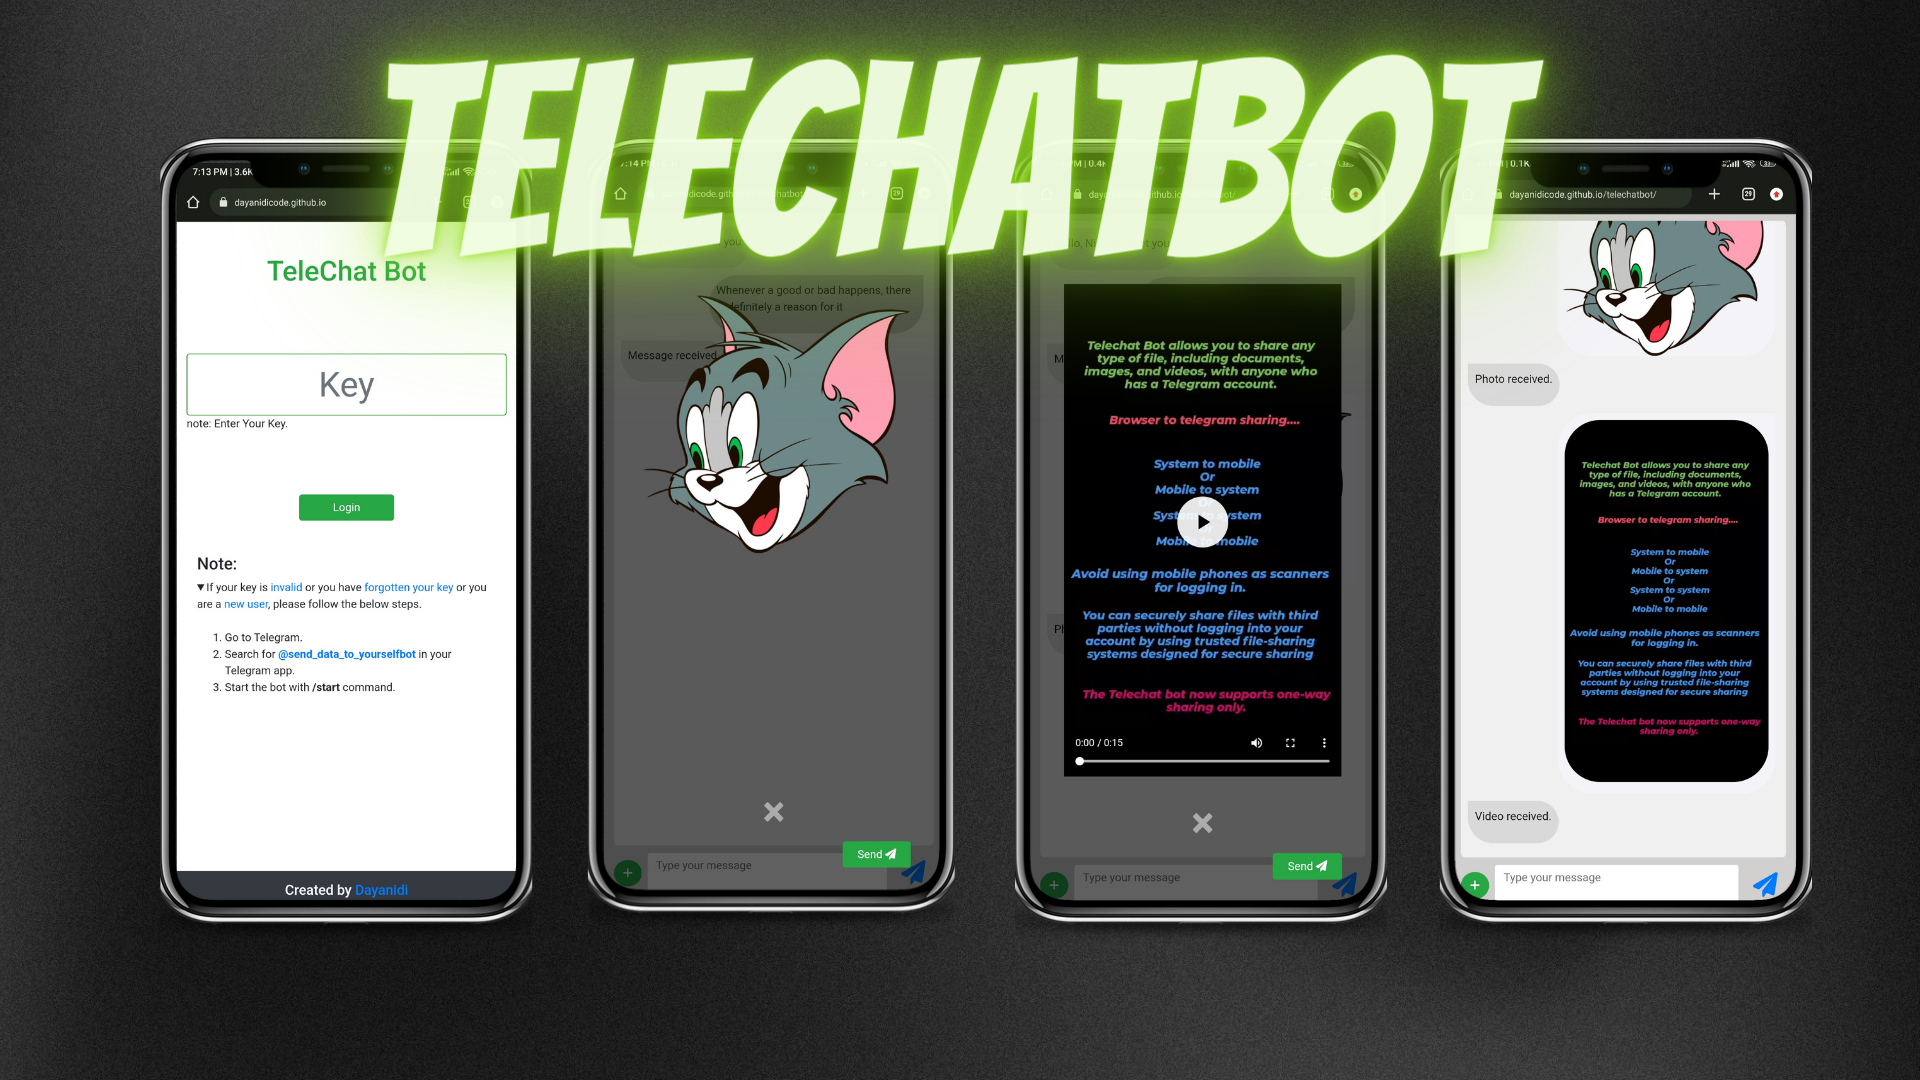 TELECHATBOT
7:13 PM | 3.6K
dayanidicode.github.io
TeleChat Bot
Key
note: Enter Your Key.
Login
Note:
▼If your key is invalid or you have forgotten your key or you
are a new user, please follow the below steps.
1. Go to Telegram.
2. Search for @send_data_to_yourselfbot in your
Telegram app.
3. Start the bot with /start command.
Created by Dayanidi
7:14 P
29
you
Whenever a good or bad happens, there
definitely a reason for it
Message received
Type your message
Send
Telechat Bot allows you to share any
type of file, including documents,
images, and videos, with anyone who
has a Telegram account.
Browser to telegram sharing....
System to mobile
Or
Mobile to system
System
Mobile to mobile
Avoid using mobile phones as scanners
for logging in.
You can securely share files with third
parties without logging into your
account by using trusted file-sharing
systems designed for secure sharing
The Telechat bot now supports one-way
sharing only.
0:00 / 0:15
Type your message
Send
0.1K
dayanidicode.github.io/telechatbot/
29
Photo received.
Telechat Bot allows you to share any
type of file, including documents,
images, and videos, with anyone who
has a Telegram account.
Browser to telegram sharing....
System to mobile
Or
Mobile to system
Or
System to system
Or
Mobile to mobile
Avoid using mobile phones as scanners
for logging in.
You can securely share files with third
parties without logging into your
account by using trusted file-sharing
systems designed for secure sharing
The Telechat bot now supports one-way
sharing only.
Video received.
Type your message